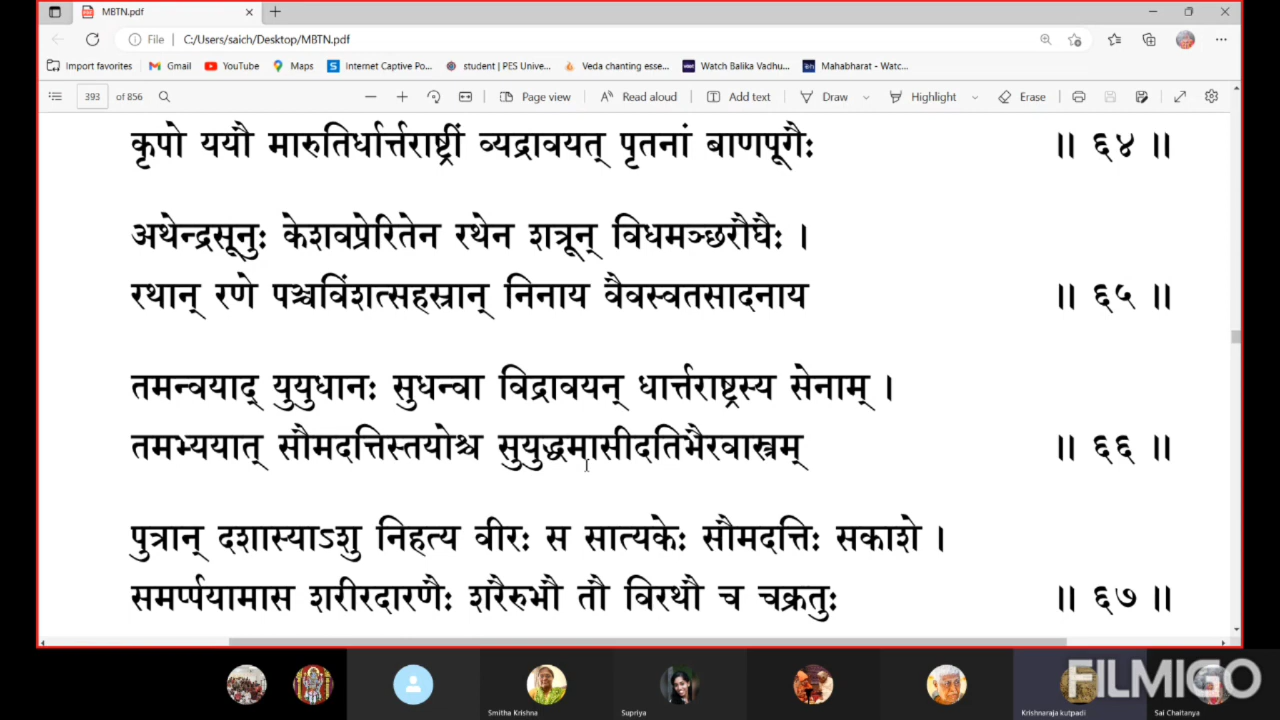 MBTN.pdf
File | C:/Users/saich/Desktop/MBTN.pdf
Import favorites Gmail YouTube Maps Internet Captive Po... student | PES Unive... Veda chanting esse... Watch Balika Vadhu... Mahabharat - Watc...
393 of 856 Page view Read aloud Add text Draw Highlight Erase
कृपो ययौ मारुतिर्धार्त्तराष्ट्रीं व्यद्रावयत् पृतनां बाणपूगैः ॥ ६४ ॥
अथेन्द्रसूनुः केशवप्रेरितेन रथेन शत्रून् विधमञ्छरौघैः ।
रथान् रणे पञ्चविंशत्सहस्रान् निनाय वैवस्वतसादनाय ॥ ६५ ॥
तमन्वयाद् युयुधानः सुधन्वा विद्रावयन् धार्त्तराष्ट्रस्य सेनाम् ।
तमभ्ययात् सौमदत्तिस्तयोश्च सुयुद्धमासीदतिभैरवास्त्रम् ॥ ६६ ॥
पुत्रान् दशास्याऽशु निहत्य वीरः स सात्यकेः सौमदत्तिः सकाशे ।
समर्प्पयामास शरीरदारणैः शरैरुभौ तौ विरथौ च चक्रतुः ॥ ६७ ॥
Smitha Krishna Supriya Krishnaraja kutpadi Sai Chaitanya
FILMIGO